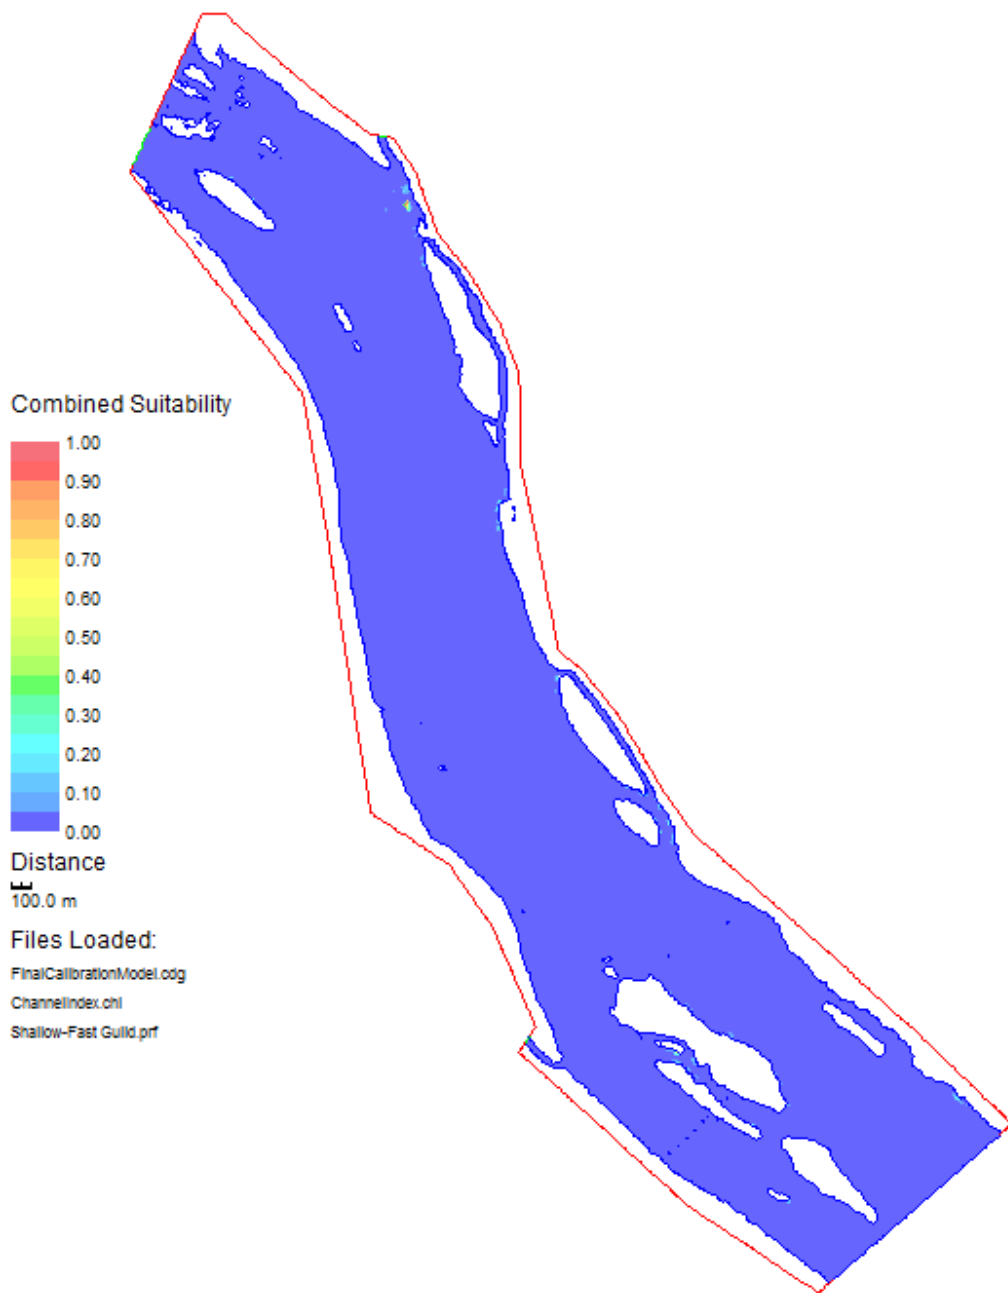 Combined Suitability
1.00
0.90
0.80
0.70
0.60
0.50
0.40
0.30
0.20
0.10
0.00
Distance
100.0 m
Files Loaded:
FinalCalibrationModel.cdg
ChannelIndex.chi
Shallow-Fast Guild.prf